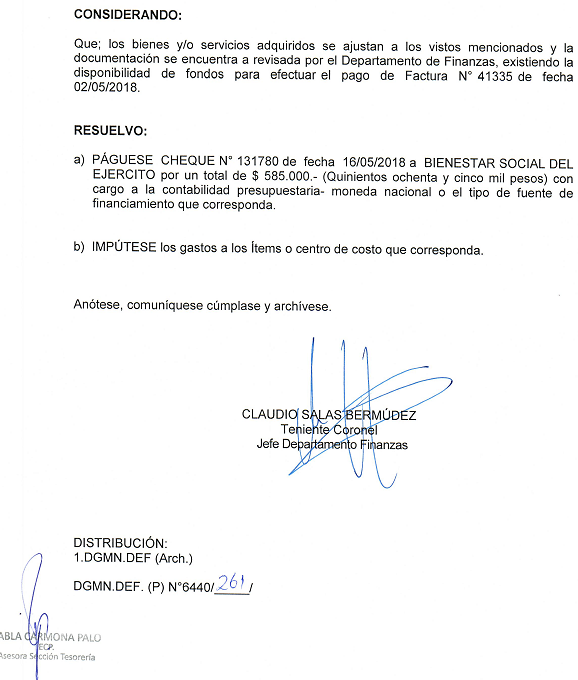 CONSIDERANDO:
Que; los bienes y/o servicios adquiridos se ajustan a los vistos mencionados y la
documentación se encuentra a revisada por el Departamento de Finanzas, existiendo la
disponibilidad de fondos para efectuar el pago de Factura N° 41335 de fecha
02/05/2018.
RESUELVO:
a) PÁGUESE CHEQUE N° 131780 de fecha 16/05/2018 a BIENESTAR SOCIAL DEL
EJERCITO por un total de $ 585.000.- (Quinientos ochenta y cinco mil pesos) con
cargo a la contabilidad presupuestaria- moneda nacional o el tipo de fuente de
financiamiento que corresponda.
b) IMPÚTESE los gastos a los Ítems o centro de costo que corresponda.
Anótese, comuníquese cúmplase y archívese.
CLAUDIO SALAS BERMÚDEZ
Teniente Coronel
Jefe Departamento Finanzas
DISTRIBUCIÓN:
1.DGMN.DEF (Arch.)
DGMN.DEF. (P) N°6440/261/
ABLA CARMONA PALO
ECP.
Asesora Sección Tesorería